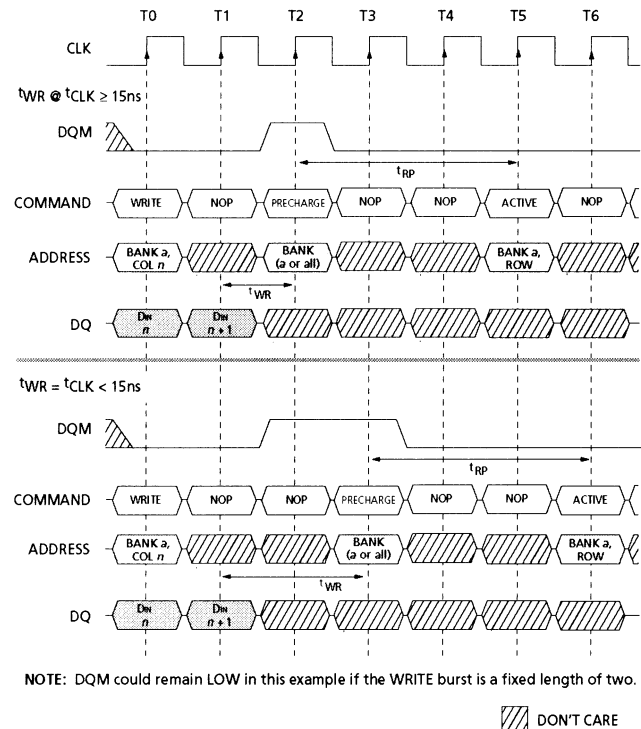 T0 T1 T2 T3 T4 T5 T6
CLK
tWR @ tCLK ≥ 15ns
DQM
tRP
COMMAND WRITE NOP PRECHARGE NOP NOP ACTIVE NOP
ADDRESS BANK a, COL n BANK (a or all) BANK a, ROW
tWR
DQ DIN n DIN n + 1
tWR = tCLK < 15ns
DQM
tRP
COMMAND WRITE NOP NOP PRECHARGE NOP NOP ACTIVE
ADDRESS BANK a, COL n BANK (a or all) BANK a, ROW
tWR
DQ DIN n DIN n + 1
NOTE: DQM could remain LOW in this example if the WRITE burst is a fixed length of two.
DON'T CARE